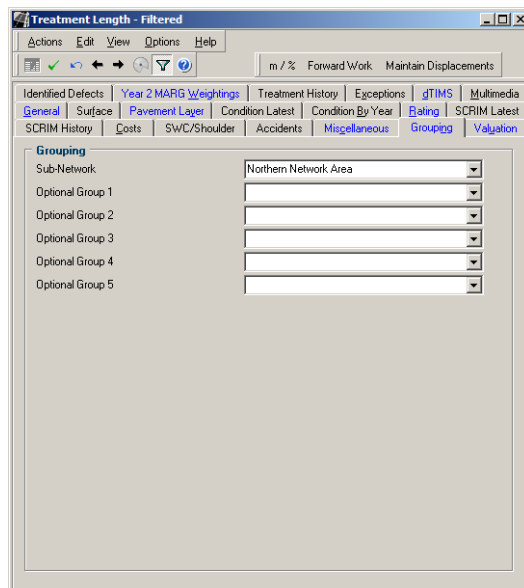 Treatment Length - Filtered
Actions Edit View Options Help
m / % Forward Work Maintain Displacements
Identified Defects Year 2 MARG Weightings Treatment History Exceptions dTIMS Multimedia
General Surface Pavement Layer Condition Latest Condition By Year Rating SCRIM Latest
SCRIM History Costs SWC/Shoulder Accidents Miscellaneous Grouping Valuation
Grouping
Sub-Network Northern Network Area
Optional Group 1
Optional Group 2
Optional Group 3
Optional Group 4
Optional Group 5